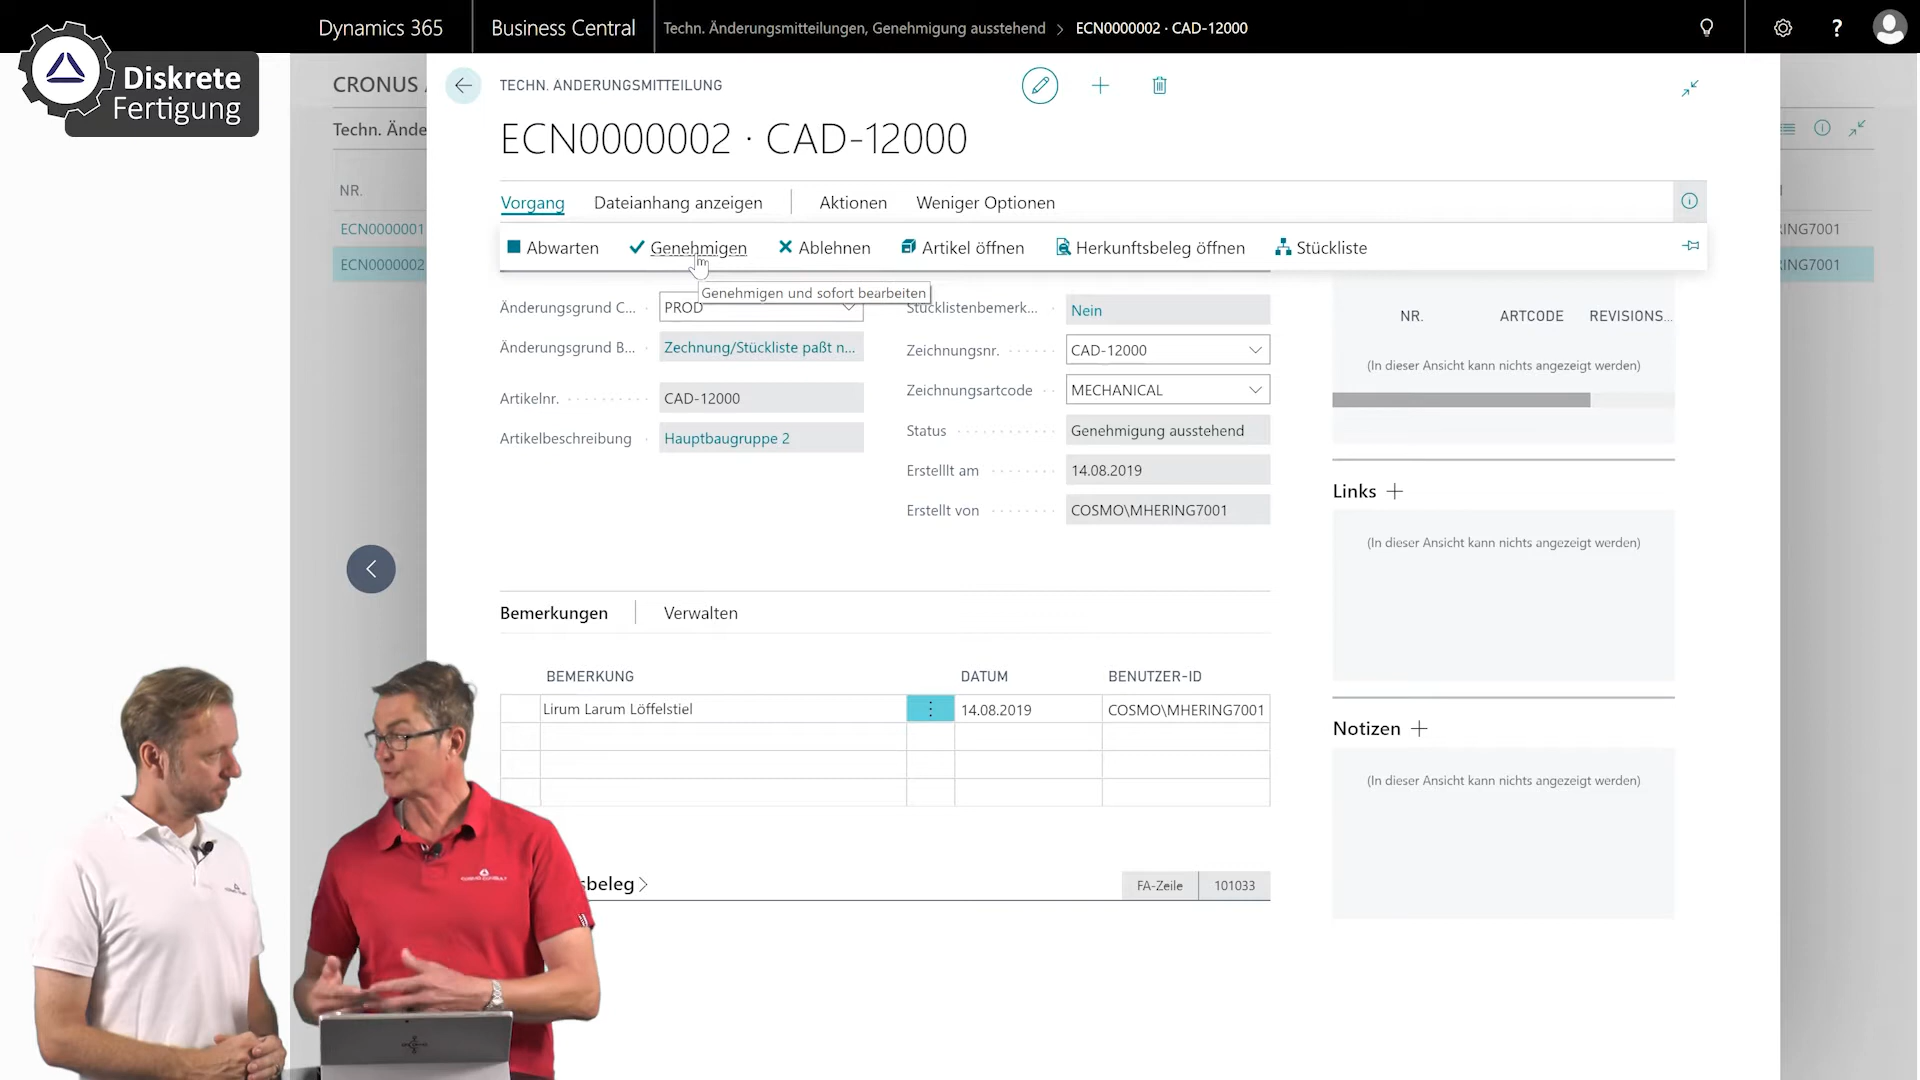 Dynamics 365
Business Central
Techn. Änderungsmitteilungen, Genehmigung ausstehend
ECN0000002 · CAD-12000
Diskrete
Fertigung
CRONUS
TECHN. ÄNDERUNGSMITTEILUNG
ECN0000002 · CAD-12000
Techn. Ände
NR.
ECN0000001
ECN0000002
Vorgang
Dateianhang anzeigen
Aktionen
Weniger Optionen
Abwarten
Genehmigen
Ablehnen
Artikel öffnen
Herkunftsbeleg öffnen
Stückliste
ING7001
ING7001
Genehmigen und sofort bearbeiten
Änderungsgrund C...
PROD
Änderungsgrund B...
Zechnung/Stückliste paßt n...
Artikelnr.
CAD-12000
Artikelbeschreibung
Hauptbaugruppe 2
Stücklistenbemerk...
Nein
Zeichnungsnr.
CAD-12000
Zeichnungsartcode
MECHANICAL
Status
Genehmigung ausstehend
Erstelllt am
14.08.2019
Erstellt von
COSMO\MHERING7001
NR.
ARTCODE
REVISIONS...
(In dieser Ansicht kann nichts angezeigt werden)
Links
(In dieser Ansicht kann nichts angezeigt werden)
Notizen
(In dieser Ansicht kann nichts angezeigt werden)
Bemerkungen
Verwalten
BEMERKUNG
DATUM
BENUTZER-ID
Lirum Larum Löffelstiel
14.08.2019
COSMO\MHERING7001
sbeleg
FA-Zeile
101033
COSMO CONSULT